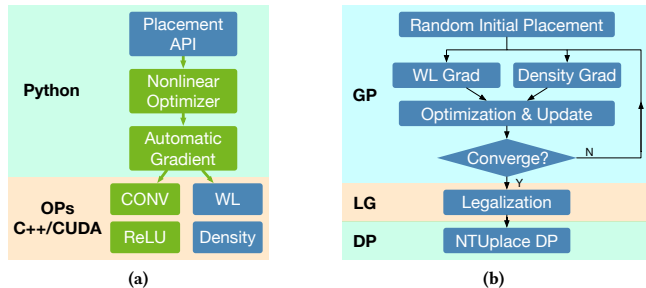 Placement
API
Nonlinear
Optimizer
Python
Automatic
Gradient
OPs
C++/CUDA
CONV
WL
ReLU
Density
(a)
Random Initial Placement
GP
WL Grad
Density Grad
Optimization & Update
Converge?
N
Y
LG
Legalization
DP
NTUplace DP
(b)